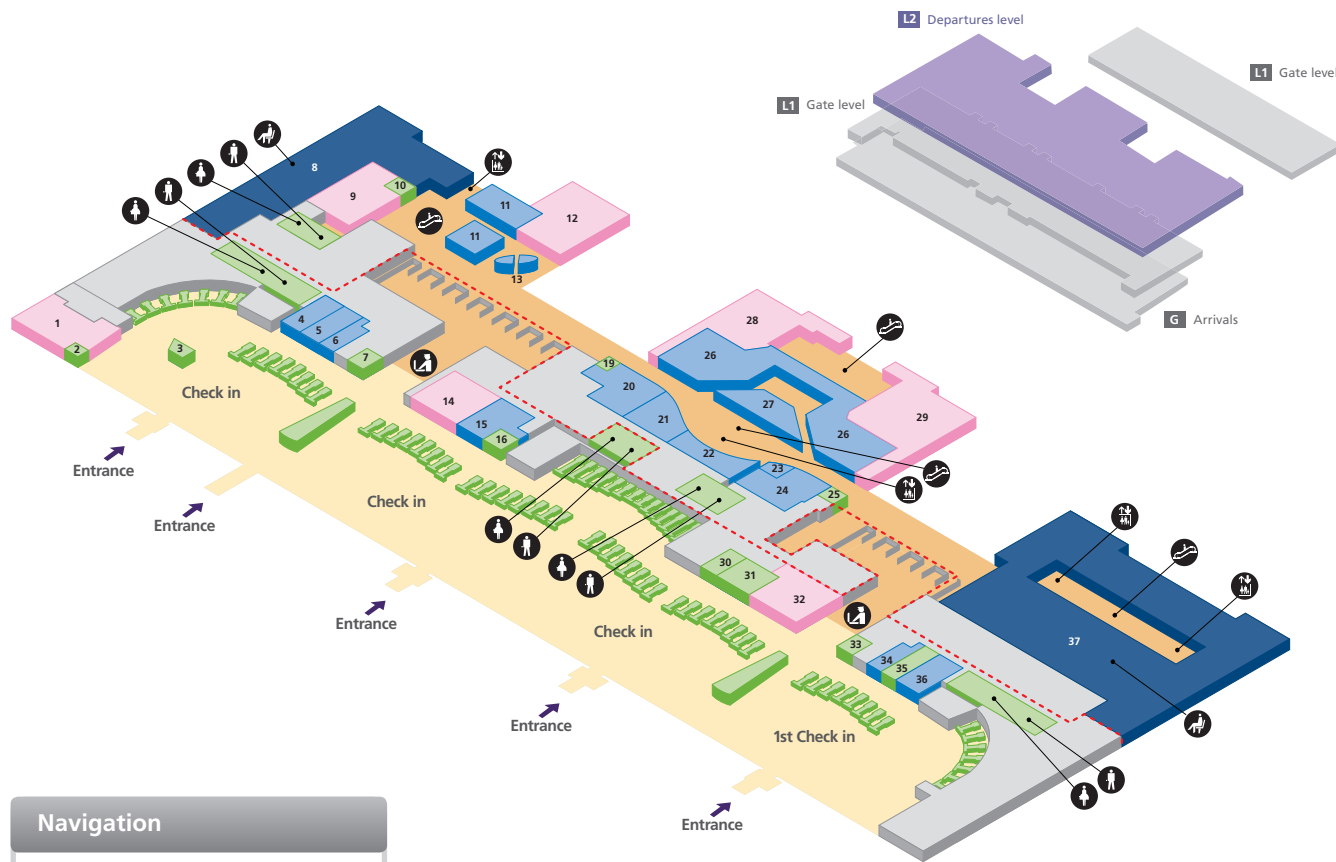 L2 Departures level
L1 Gate level
L1 Gate level
G Arrivals
8
9
10
11
12
11
13
1
2
3
4
5
6
7
Check in
Entrance
14
15
16
19
20
21
22
23
24
25
26
27
28
26
29
Check in
Entrance
30
31
32
Check in
Entrance
33
34
35
36
37
1st Check in
Entrance
Entrance
Navigation